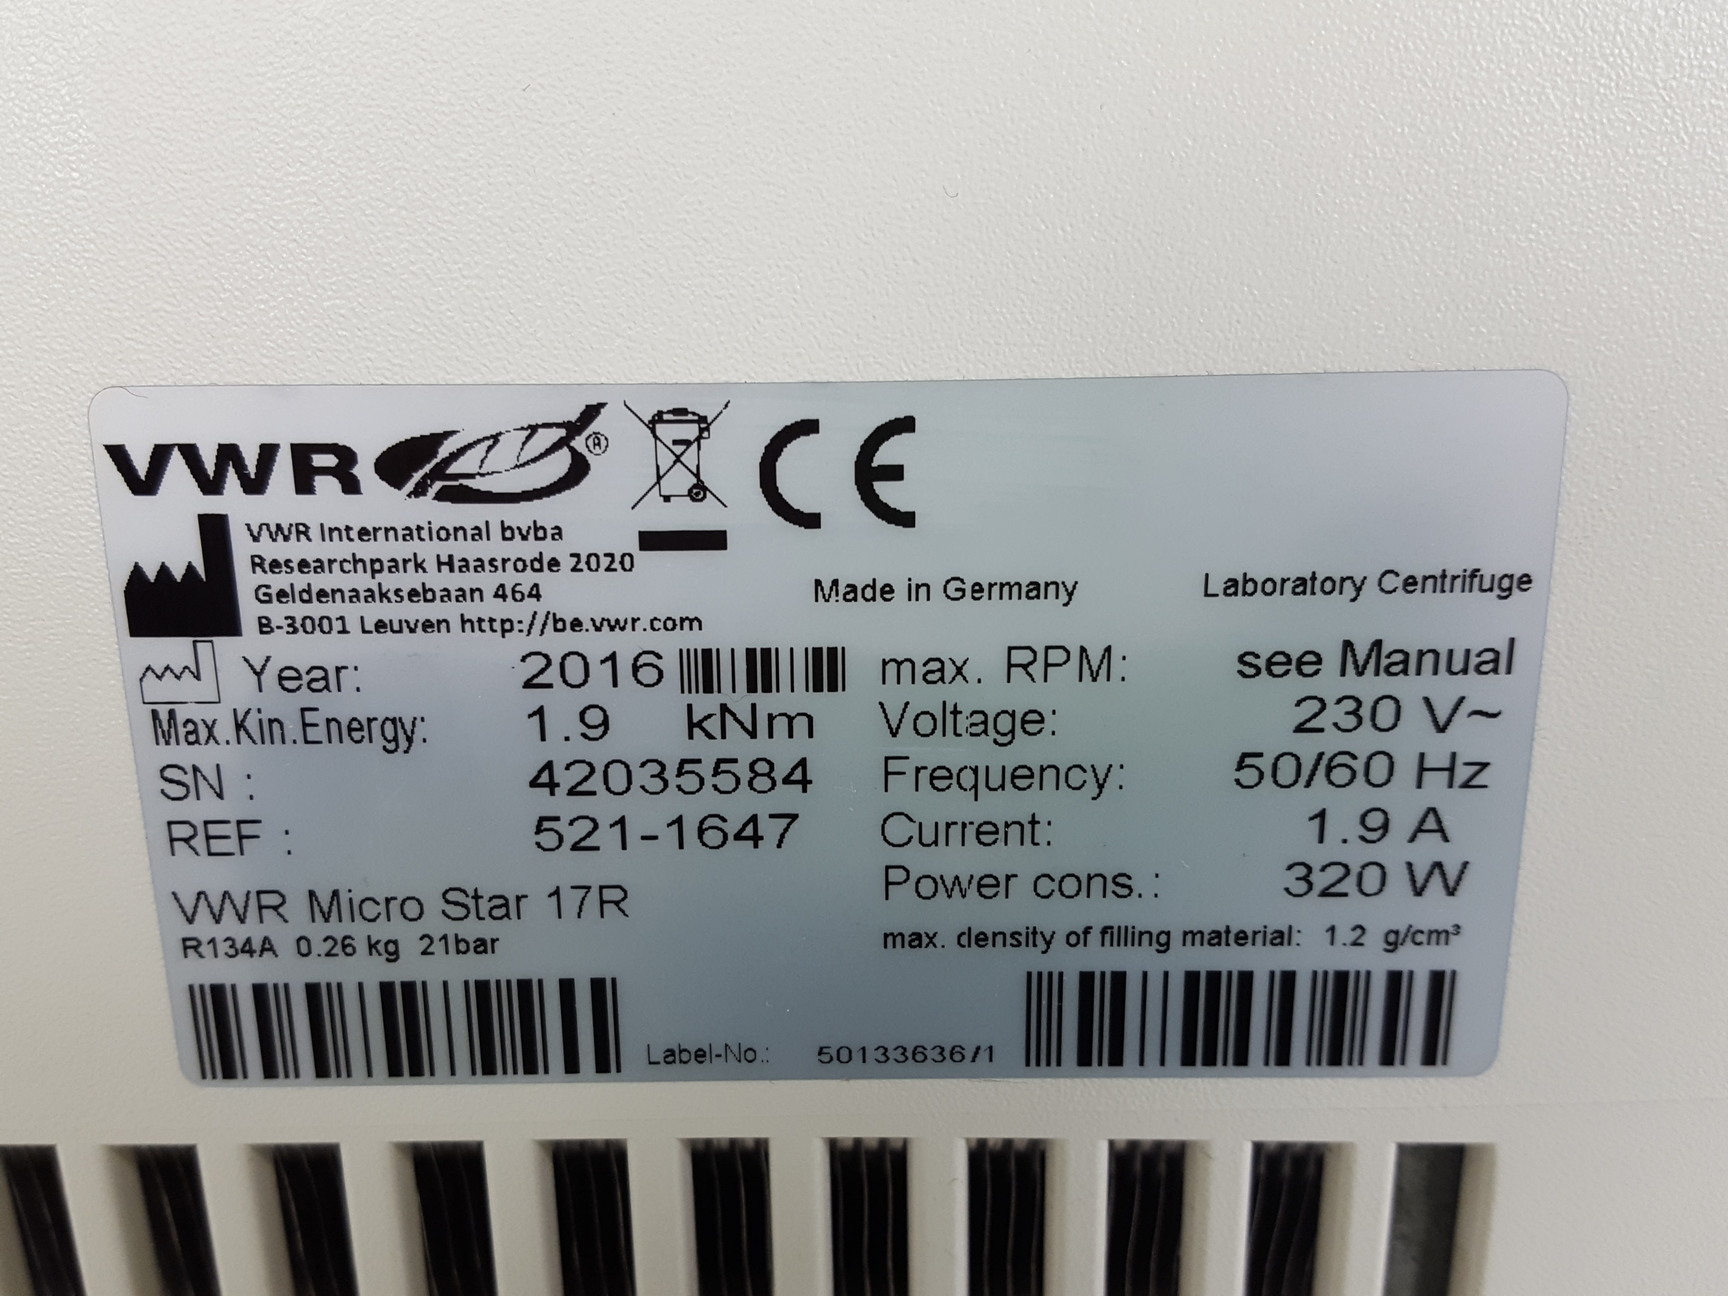 VWR®
CE
VWR International bvba
Researchpark Haasrode 2020
Geldenaaksebaan 464
B-3001 Leuven http://be.vwr.com
Made in Germany
Laboratory Centrifuge
Year: 2016
Max.Kin.Energy: 1.9 kNm
SN : 42035584
REF : 521-1647
VWR Micro Star 17R
R134A 0.26 kg 21bar
max. RPM: see Manual
Voltage: 230 V~
Frequency: 50/60 Hz
Current: 1.9 A
Power cons.: 320 W
max. density of filling material: 1.2 g/cm³
Label-No.: 50133636/1